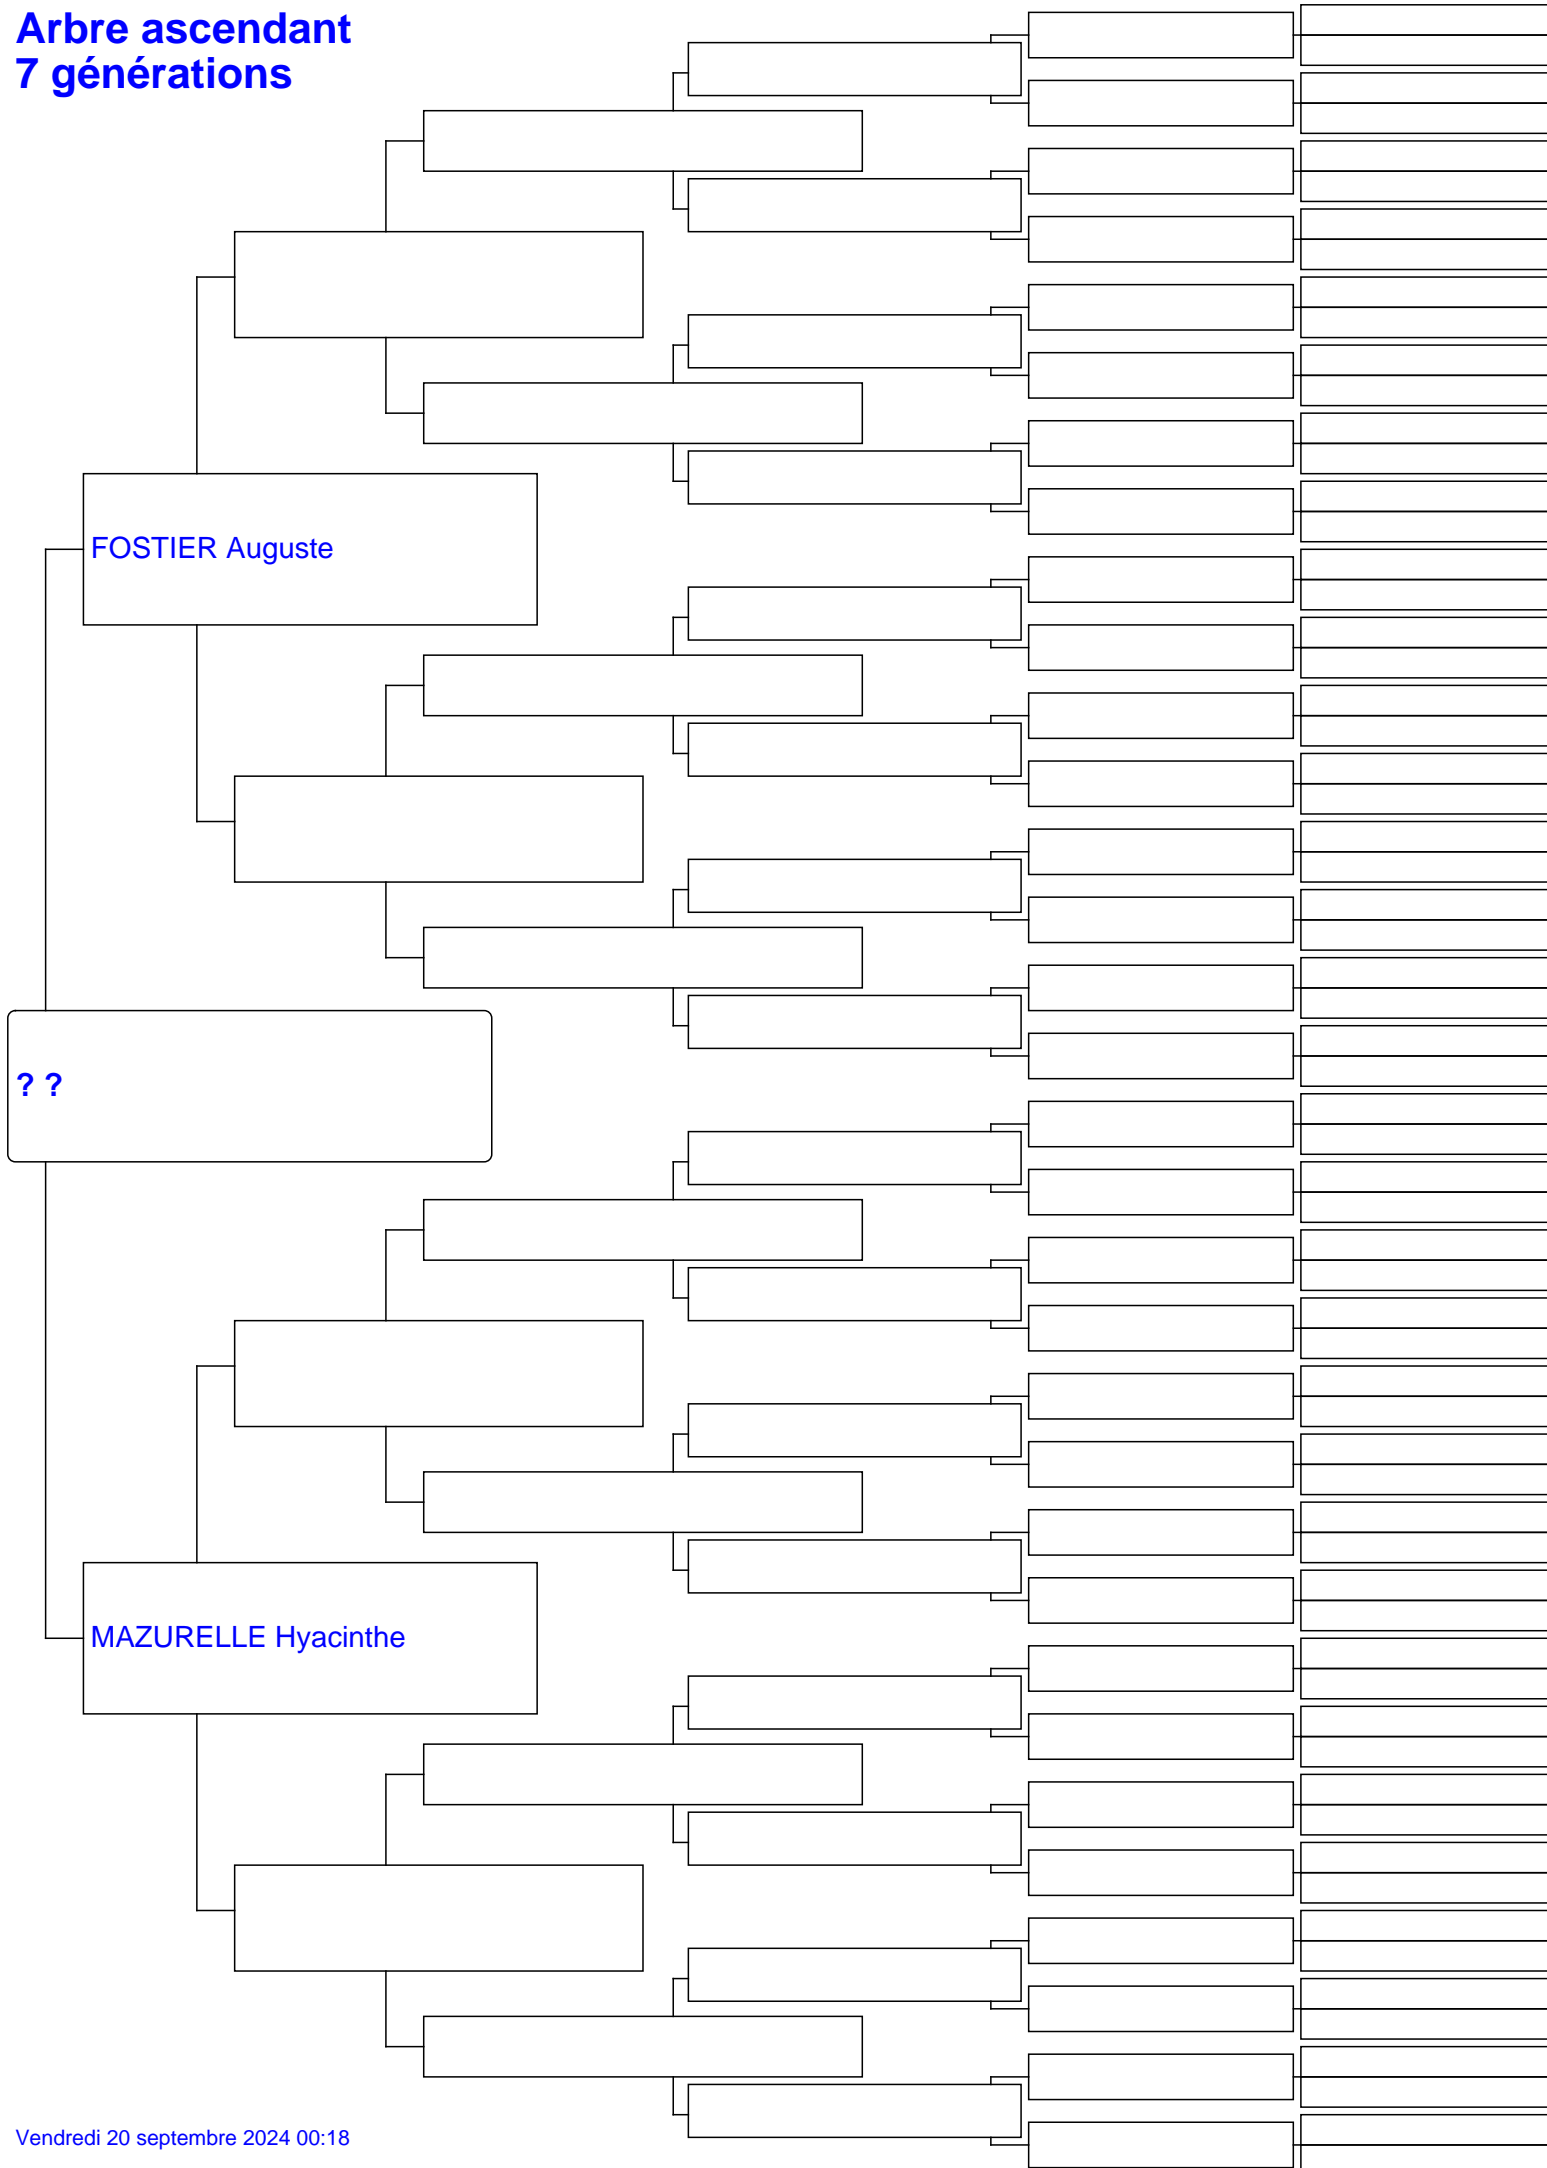 Arbre ascendant
7 générations
FOSTIER Auguste
? ?
MAZURELLE Hyacinthe
Vendredi 20 septembre 2024 00:18